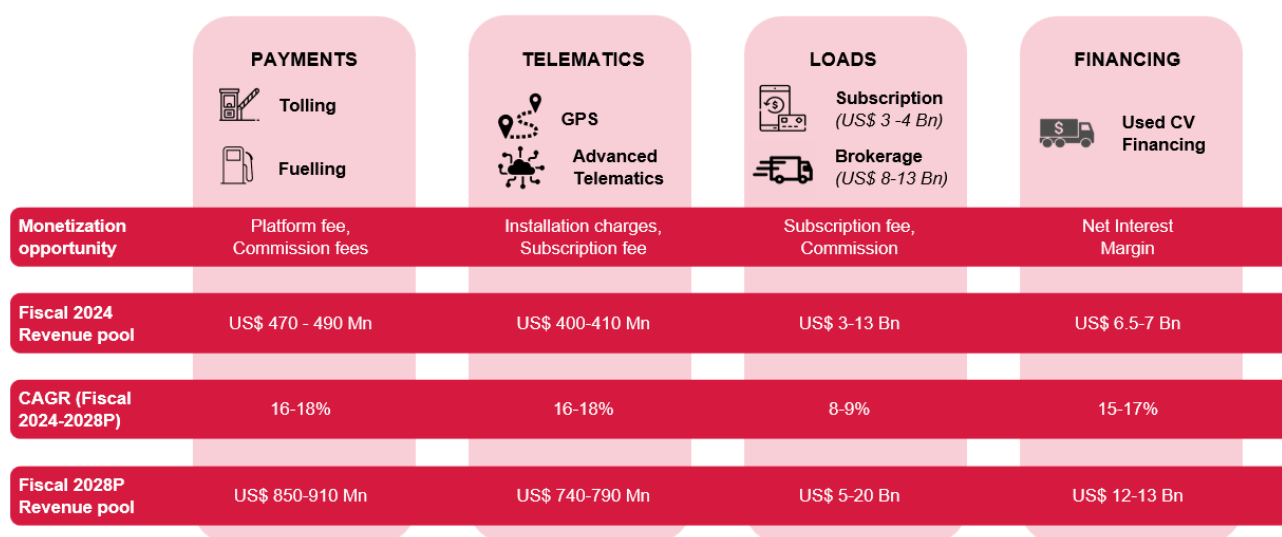 PAYMENTS
Tolling
Fuelling
TELEMATICS
GPS
Advanced
Telematics
LOADS
Subscription
(US$ 3 -4 Bn)
Brokerage
(US$ 8-13 Bn)
FINANCING
$
Used CV
Financing
Monetization
opportunity
Platform fee,
Commission fees
Installation charges,
Subscription fee
Subscription fee,
Commission
Net Interest
Margin
Fiscal 2024
Revenue pool
US$ 470 - 490 Mn
US$ 400-410 Mn
US$ 3-13 Bn
US$ 6.5-7 Bn
CAGR (Fiscal
2024-2028P)
16-18%
16-18%
8-9%
15-17%
Fiscal 2028P
Revenue pool
US$ 850-910 Mn
US$ 740-790 Mn
US$ 5-20 Bn
US$ 12-13 Bn